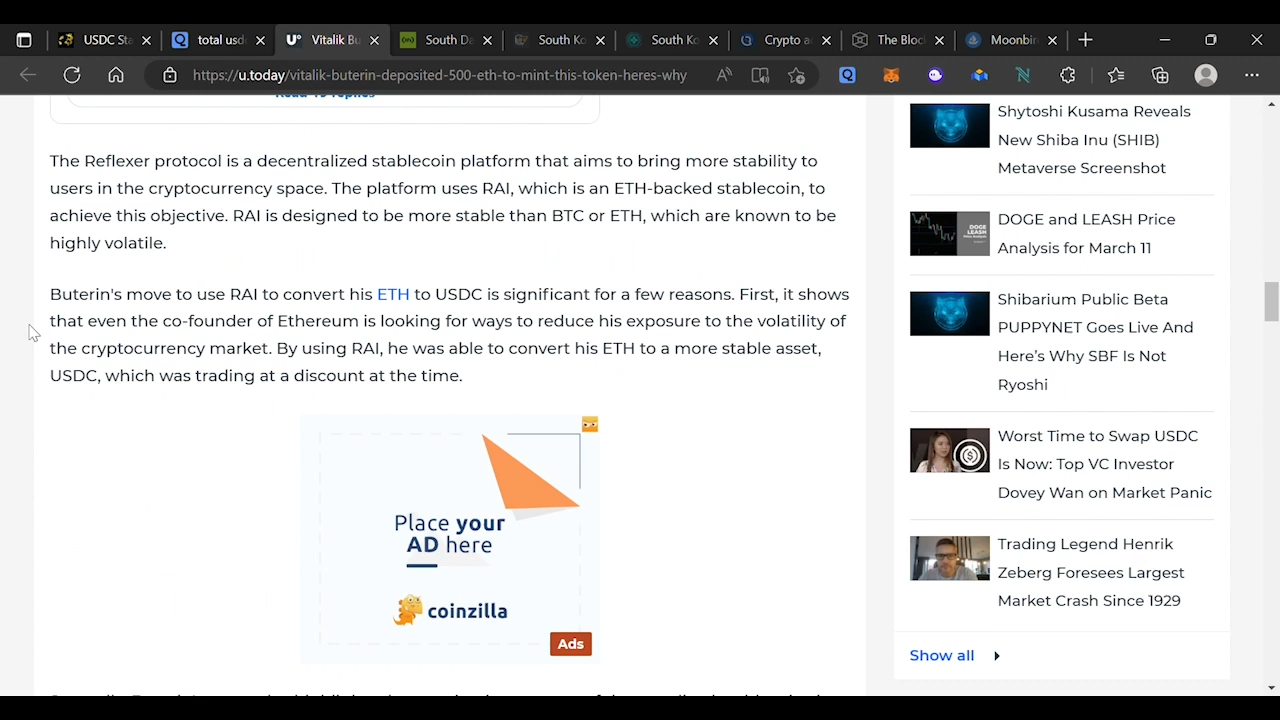 USDC Sta
total usd
Vitalik Bu
South Da
South Ko
South Ko
Crypto a
The Bloc
Moonbir
https://u.today/vitalik-buterin-deposited-500-eth-to-mint-this-token-heres-why
The Reflexer protocol is a decentralized stablecoin platform that aims to bring more stability to
users in the cryptocurrency space. The platform uses RAI, which is an ETH-backed stablecoin, to
achieve this objective. RAI is designed to be more stable than BTC or ETH, which are known to be
highly volatile.
Buterin's move to use RAI to convert his ETH to USDC is significant for a few reasons. First, it shows
that even the co-founder of Ethereum is looking for ways to reduce his exposure to the volatility of
the cryptocurrency market. By using RAI, he was able to convert his ETH to a more stable asset,
USDC, which was trading at a discount at the time.
Place your
AD here
coinzilla
Ads
Shytoshi Kusama Reveals
New Shiba Inu (SHIB)
Metaverse Screenshot
DOGE
LEASH
DOGE and LEASH Price
Analysis for March 11
Shibarium Public Beta
PUPPYNET Goes Live And
Here's Why SBF Is Not
Ryoshi
Worst Time to Swap USDC
Is Now: Top VC Investor
Dovey Wan on Market Panic
Trading Legend Henrik
Zeberg Foresees Largest
Market Crash Since 1929
Show all